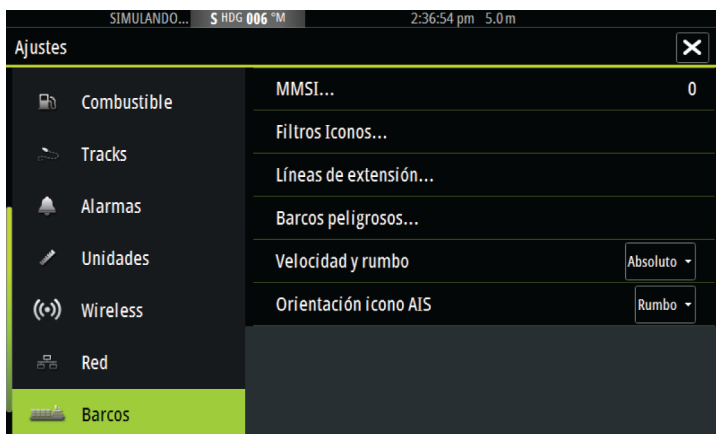 SIMULANDO... S HDG 006 °M 2:36:54 pm 5.0 m
Ajustes
Combustible
Tracks
Alarmas
Unidades
Wireless
Red
Barcos
MMSI... 0
Filtros Iconos...
Líneas de extensión...
Barcos peligrosos...
Velocidad y rumbo Absoluto
Orientación icono AIS Rumbo